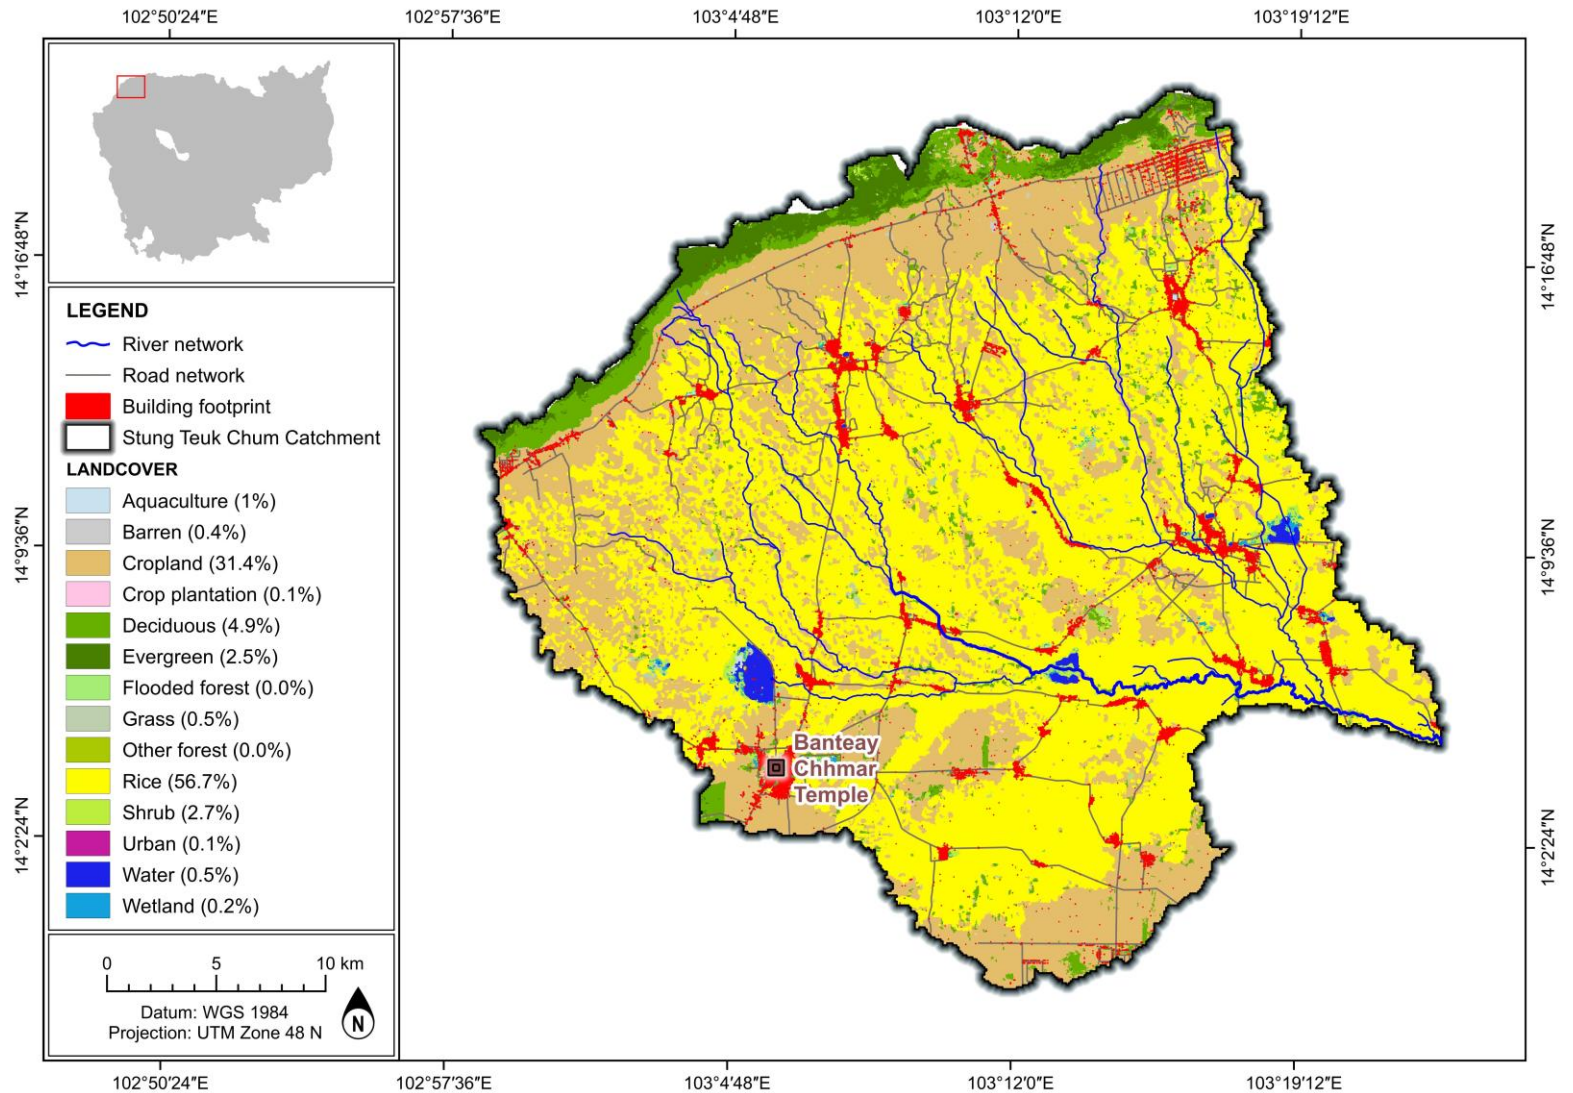 102°50′24″E
102°57′36″E
103°4′48″E
103°12′0″E
103°19′12″E
14°16′48″N
14°9′36″N
14°2′24″N
LEGEND
River network
Road network
Building footprint
Stung Teuk Chum Catchment
LANDCOVER
Aquaculture (1%)
Barren (0.4%)
Cropland (31.4%)
Crop plantation (0.1%)
Deciduous (4.9%)
Evergreen (2.5%)
Flooded forest (0.0%)
Grass (0.5%)
Other forest (0.0%)
Rice (56.7%)
Shrub (2.7%)
Urban (0.1%)
Water (0.5%)
Wetland (0.2%)
0 5 10 km
Datum: WGS 1984
Projection: UTM Zone 48 N
N
Banteay
Chhmar
Temple
14°16′48″N
14°9′36″N
14°2′24″N
102°50′24″E
102°57′36″E
103°4′48″E
103°12′0″E
103°19′12″E